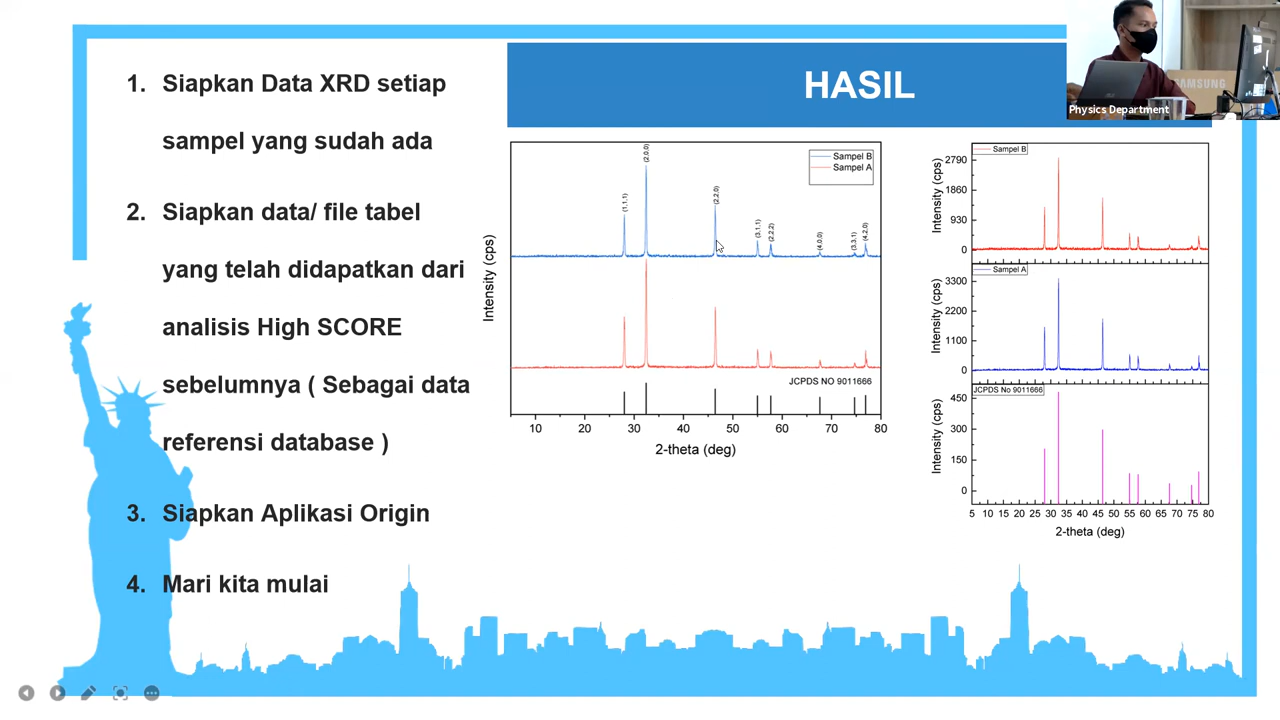 1. Siapkan Data XRD setiap
sampel yang sudah ada
2. Siapkan data/ file tabel
yang telah didapatkan dari
analisis High SCORE
sebelumnya ( Sebagai data
referensi database )
3. Siapkan Aplikasi Origin
4. Mari kita mulai
HASIL
SAMSUNG
Physics Department
Intensity (cps)
(1,1,1)
(2,0,0)
(2,2,0)
(3,1,1)
(2,2,2)
(4,0,0)
(3,3,1)
(4,2,0)
Sampel B
Sampel A
JCPDS NO 9011666
10 20 30 40 50 60 70 80
2-theta (deg)
Sampel B
Intensity (cps)
2790
1860
930
0
Sampel A
Intensity (cps)
3300
2200
1100
0
JCPDS No 9011666
Intensity (cps)
450
300
150
0
5 10 15 20 25 30 35 40 45 50 55 60 65 70 75 80
2-theta (deg)